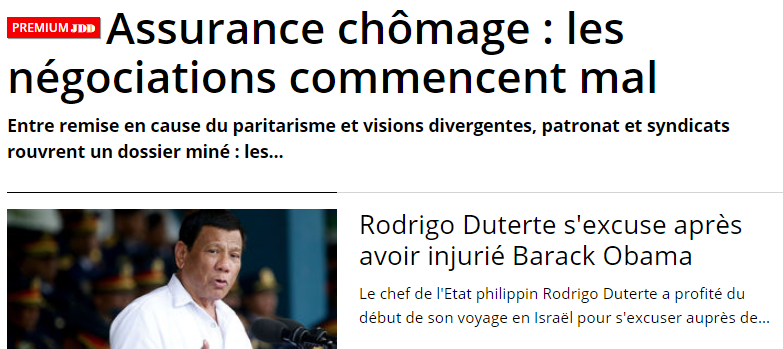 PREMIUM JDD Assurance chômage : les
négociations commencent mal
Entre remise en cause du paritarisme et visions divergentes, patronat et syndicats
rouvrent un dossier miné : les...
Rodrigo Duterte s'excuse après
avoir injurié Barack Obama
Le chef de l'Etat philippin Rodrigo Duterte a profité du
début de son voyage en Israël pour s'excuser auprès de...